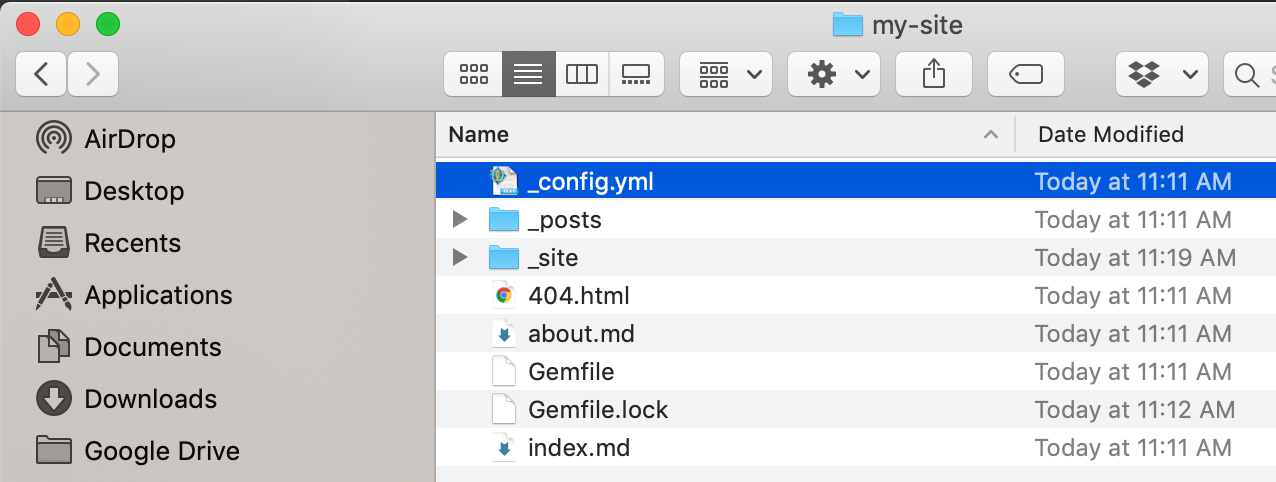 my-site
S
AirDrop
Desktop
Recents
Applications
Documents
Downloads
Google Drive
Name Date Modified
_config.yml Today at 11:11 AM
_posts Today at 11:11 AM
_site Today at 11:19 AM
404.html Today at 11:11 AM
about.md Today at 11:11 AM
Gemfile Today at 11:11 AM
Gemfile.lock Today at 11:12 AM
index.md Today at 11:11 AM